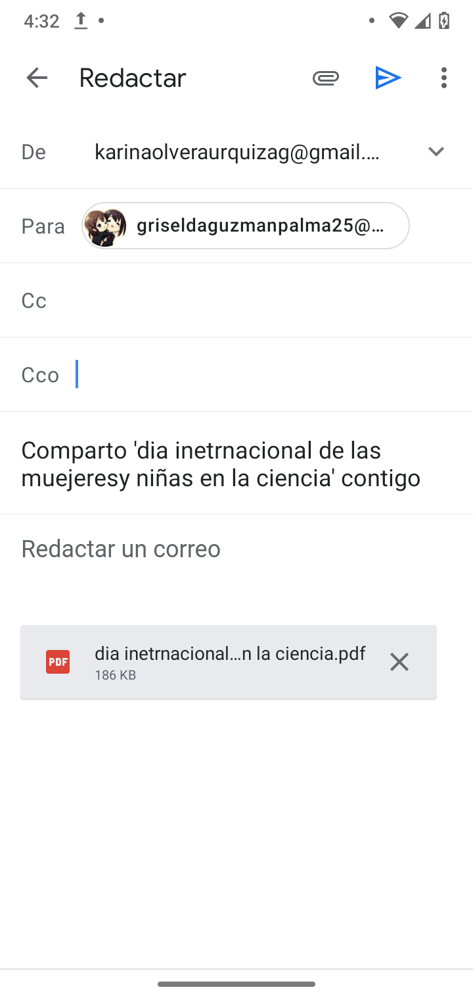 4:32
Redactar
De karinaolveraurquizag@gmail.…
Para griseldaguzmanpalma25@…
Cc
Cco
Comparto 'dia inetrnacional de las
muejeresy niñas en la ciencia' contigo
Redactar un correo
PDF dia inetrnacional…n la ciencia.pdf
186 KB